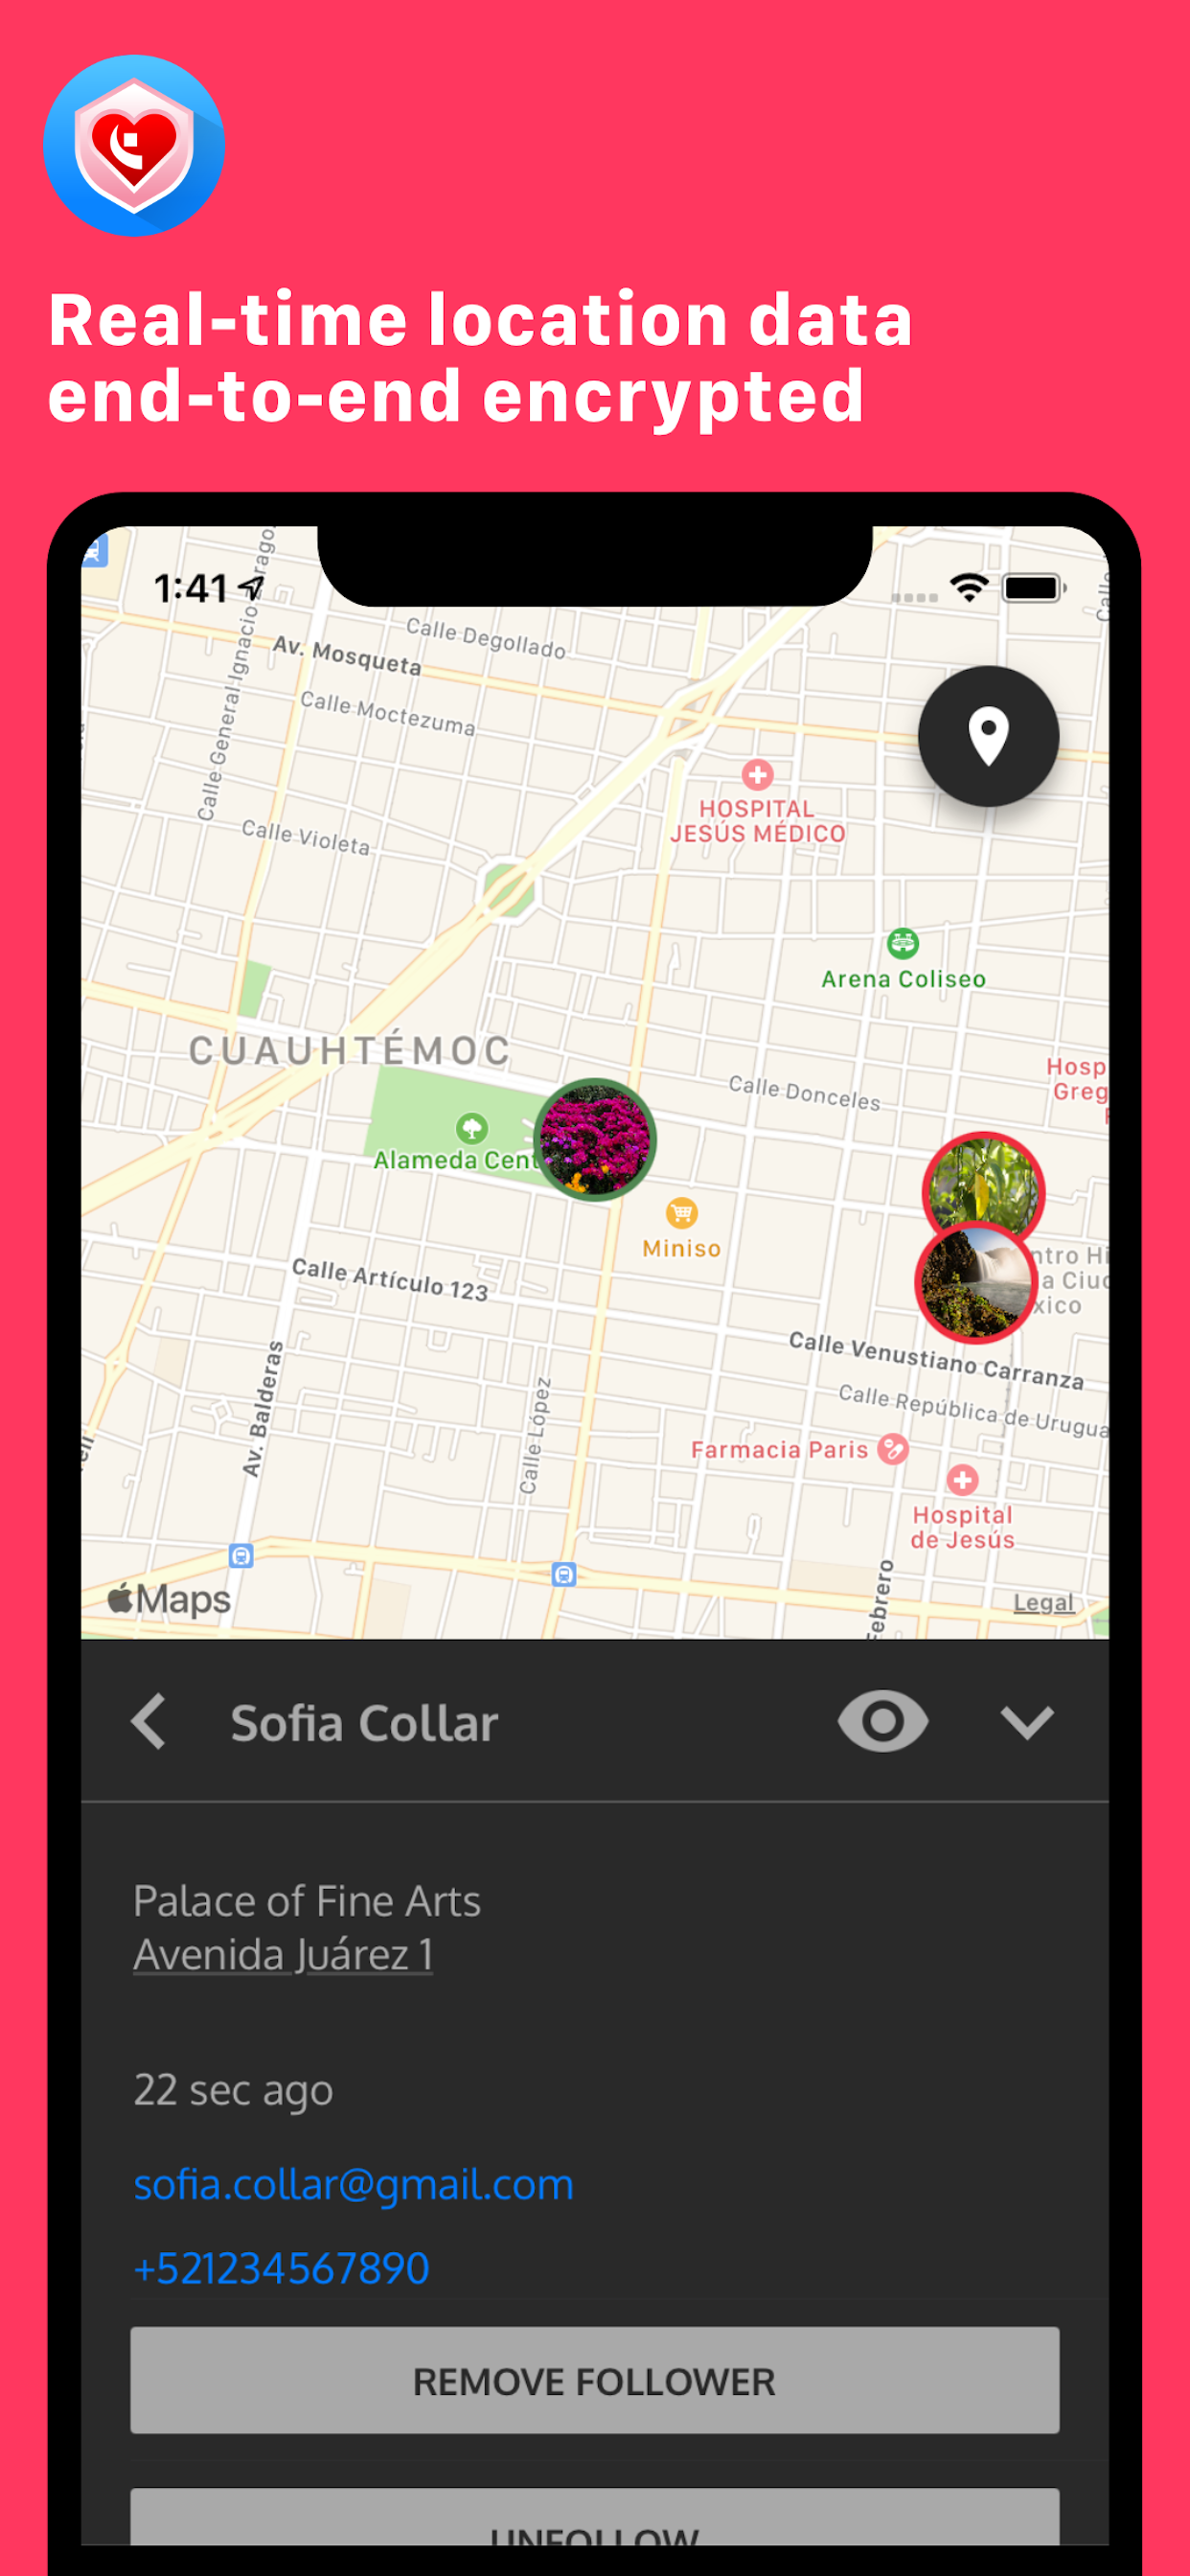 Real-time location data
end-to-end encrypted
1:41
Calle Degollado
Av. Mosqueta
Calle General Ignacio
Calle Moctezuma
Calle Violeta
HOSPITAL
JESÚS MÉDICO
Arena Coliseo
CUAUHTÉMOC
Hosp
Greg
Calle Donceles
Alameda Cent
Miniso
ntro Hi
a Ciud
xico
Calle Artículo 123
Calle Venustiano Carranza
Calle República de Urugua
Av. Balderas
Calle López
Farmacia Paris
Hospital
de Jesús
Febrero
Maps
Legal
Sofia Collar
Palace of Fine Arts
Avenida Juárez 1
22 sec ago
sofia.collar@gmail.com
+521234567890
REMOVE FOLLOWER
UNFOLLOW